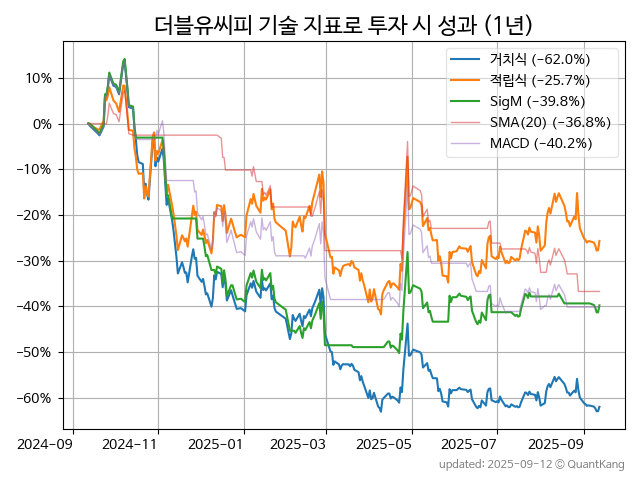 더블유씨피 기술 지표로 투자 시 성과 (1년)
거치식 (−62.0%)
적립식 (−25.7%)
SigM (−39.8%)
SMA(20) (−36.8%)
MACD (−40.2%)
10%
0%
−10%
−20%
−30%
−40%
−50%
−60%
2024-09 2024-11 2025-01 2025-03 2025-05 2025-07 2025-09
updated: 2025-09-12 © QuantKang